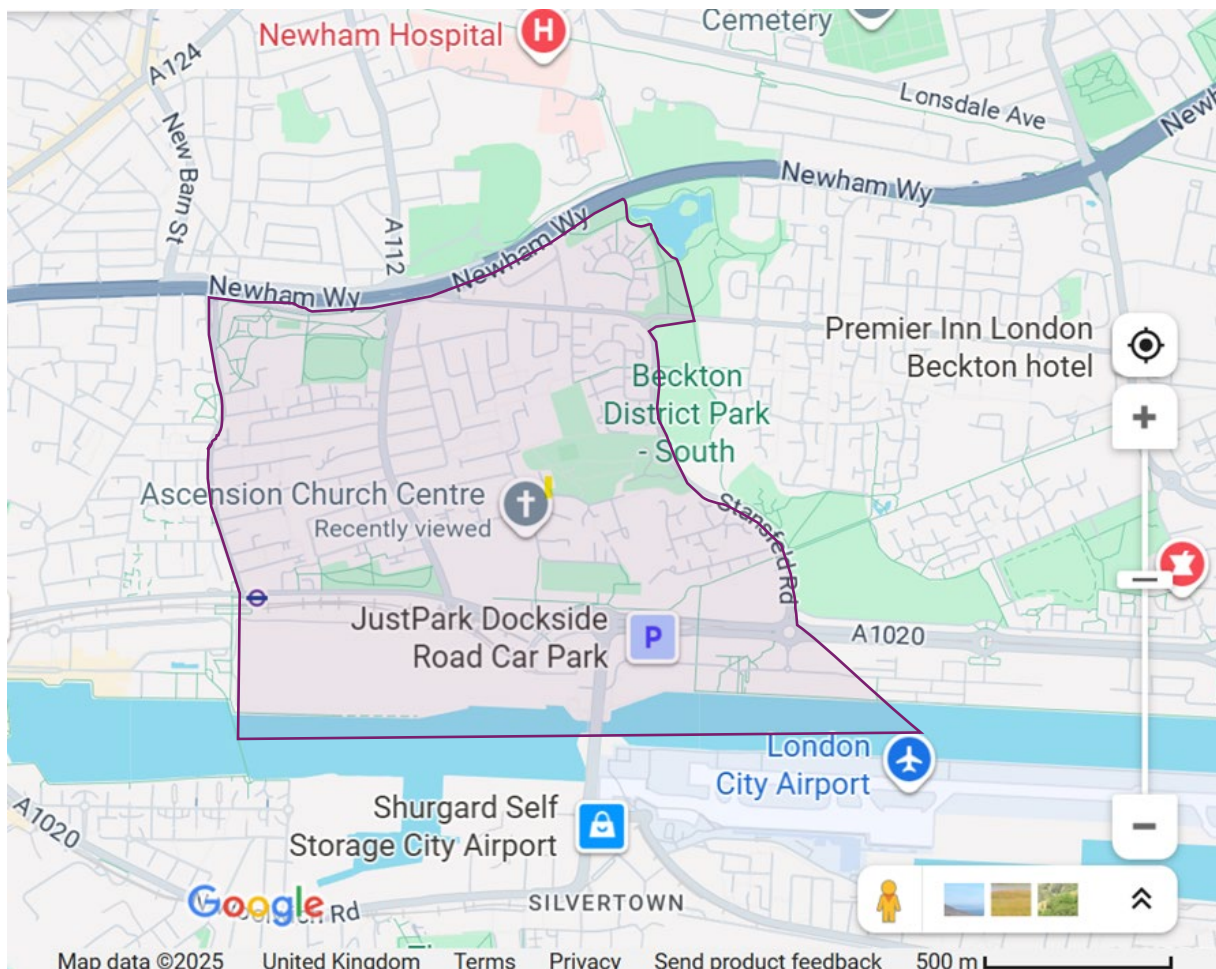 Newham Hospital
H
Cemetery
A124
Lonsdale Ave
New Barn St
Newham Wy
A112
Newham Wy
Newham Wy
Premier Inn London
Beckton hotel
Beckton
District Park
- South
Ascension Church Centre
Recently viewed
Stansfeld Rd
JustPark Dockside
Road Car Park
P
A1020
London
City Airport
Shurgard Self
Storage City Airport
A1020
Google
Rd
SILVERTOWN
Map data ©2025 United Kingdom Terms Privacy Send product feedback 500 m